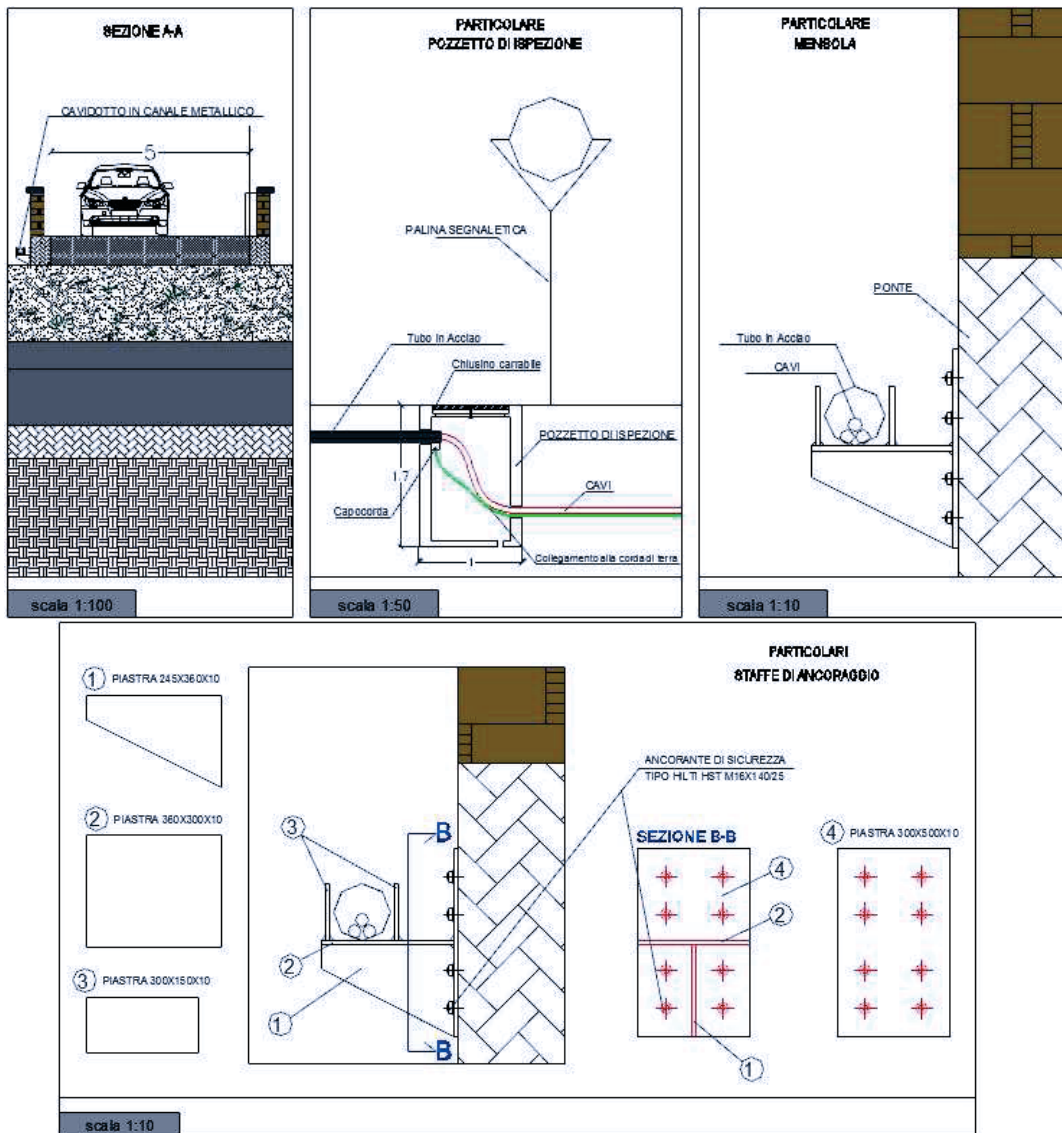 SEZIONE A-A
CAVIDOTTO IN CANALE METALLICO
5
scala 1:100
PARTICOLARE
POZZETTO DI ISPEZIONE
PALINA SEGNALETICA
Tubo in Acciao
Chiusino carrabile
POZZETTO DI ISPEZIONE
1.7
CAVI
Capocorda
1
Collegamento alla corda di terra
scala 1:50
PARTICOLARE
MENSOLA
PONTE
Tubo in Acciao
CAVI
scala 1:10
PARTICOLARI
STAFFE DI ANCORAGGIO
1 PIASTRA 245X360X10
2 PIASTRA 360X300X10
3 PIASTRA 300X150X10
3
B
2
1
B
ANCORANTE DI SICUREZZA
TIPO HILTI HST M16X140/25
SEZIONE B-B
4
2
1
4 PIASTRA 300X500X10
scala 1:10